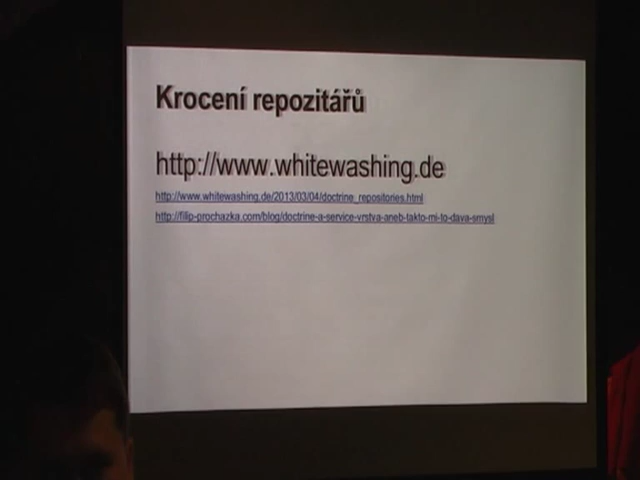 Krocení repozitářů
http://www.whitewashing.de
http://www.whitewashing.de/2013/03/04/doctrine_repositories.html
http://filip-prochazka.com/blog/doctrine-a-service-vrstva-aneb-takto-mi-to-dava-smysl